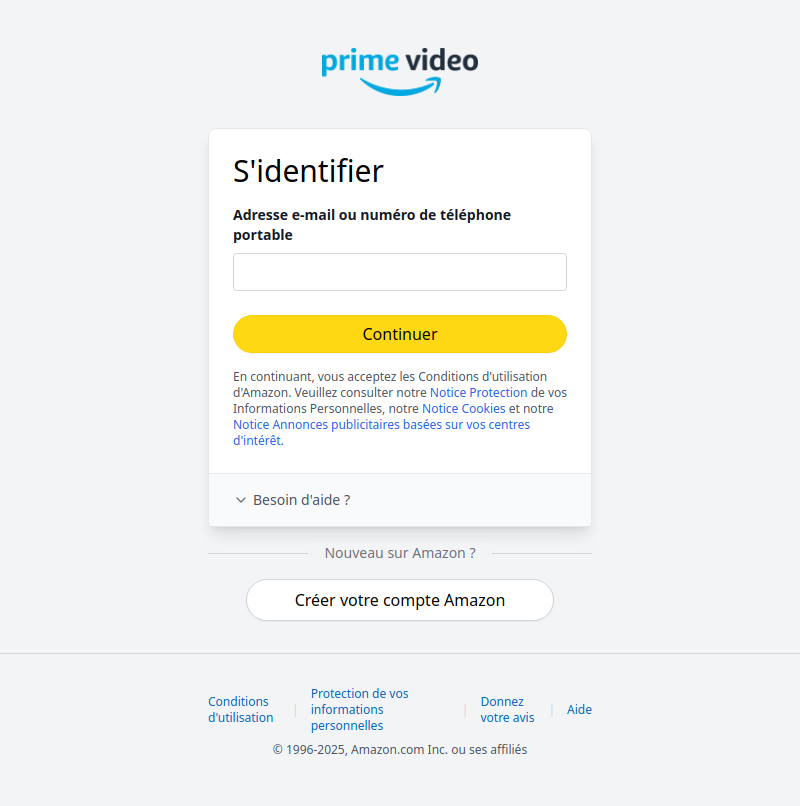 prime video
S'identifier
Adresse e-mail ou numéro de téléphone
portable
Continuer
En continuant, vous acceptez les Conditions d'utilisation
d'Amazon. Veuillez consulter notre Notice Protection de vos
Informations Personnelles, notre Notice Cookies et notre
Notice Annonces publicitaires basées sur vos centres
d'intérêt.
Besoin d'aide ?
Nouveau sur Amazon ?
Créer votre compte Amazon
Conditions
d'utilisation
Protection de vos
informations
personnelles
Donnez
votre avis
Aide
© 1996-2025, Amazon.com Inc. ou ses affiliés